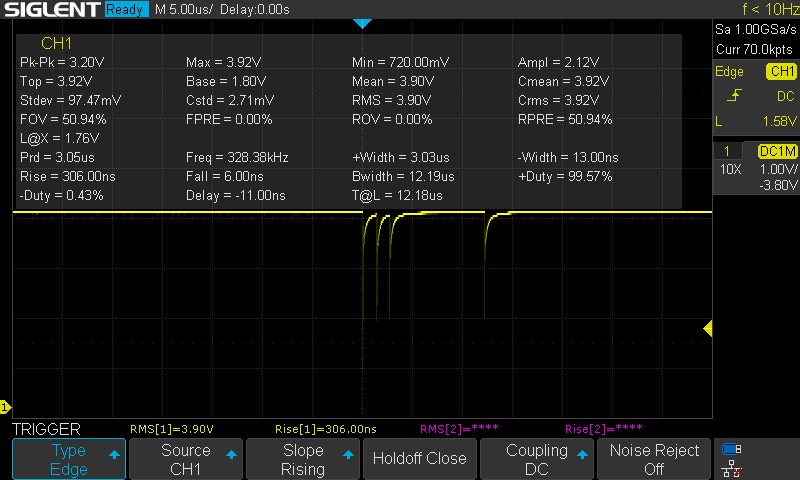 SIGLENT Ready M 5.00us/ Delay:0.00s f < 10Hz
Sa 1.00GSa/s
Curr 70.0kpts
CH1
Pk-Pk = 3.20V Max = 3.92V Min = 720.00mV Ampl = 2.12V
Top = 3.92V Base = 1.80V Mean = 3.90V Cmean = 3.92V
Stdev = 97.47mV Cstd = 2.71mV RMS = 3.90V Crms = 3.92V
FOV = 50.94% FPRE = 0.00% ROV = 0.00% RPRE = 50.94%
L@X = 1.76V
Prd = 3.05us Freq = 328.38kHz +Width = 3.03us -Width = 13.00ns
Rise = 306.00ns Fall = 6.00ns Bwidth = 12.19us +Duty = 99.57%
-Duty = 0.43% Delay = -11.00ns T@L = 12.18us
Edge CH1
DC
L 1.58V
1 DC1M
10X 1.00V/
-3.80V
1
TRIGGER RMS[1]=3.90V Rise[1]=306.00ns RMS[2]=**** Rise[2]=****
Type
Edge
Source
CH1
Slope
Rising
Holdoff Close
Coupling
DC
Noise Reject
Off